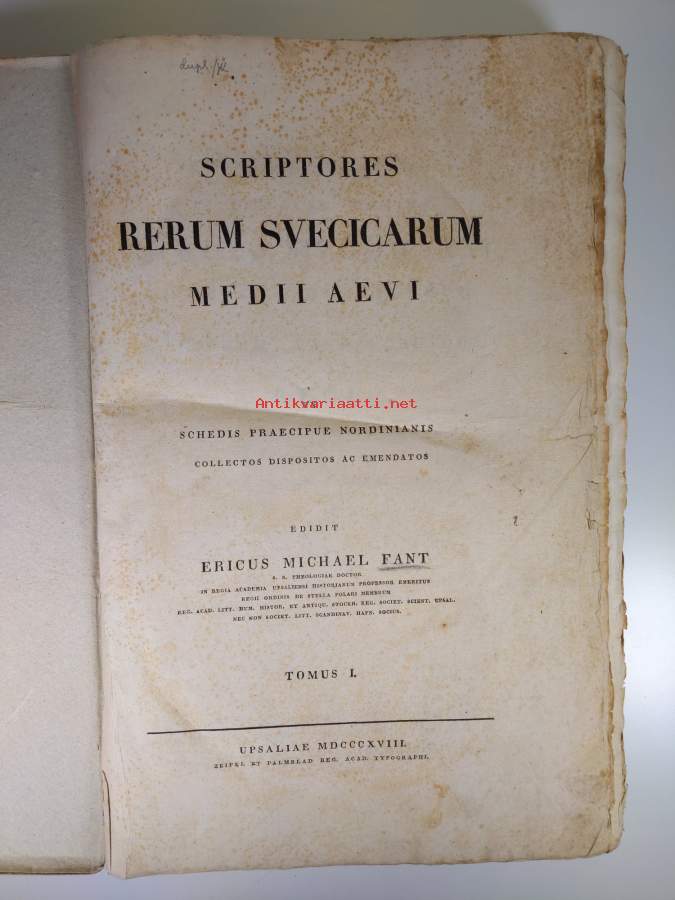 SCRIPTORES
RERUM SVECICARUM
MEDII AEVI
Antikvariaatti.net
SCHEDIS PRAECIPUE NORDINIANIS
COLLECTOS DISPOSITOS AC EMENDATOS
EDIDIT
ERICUS MICHAEL FANT
S. S. THEOLOGIAE DOCTOR
IN REGIA ACADEMIA UPSALIENSI HISTORIARUM PROFESSOR EMERITUS
REGII ORDINIS DE STELLA POLARI MEMBRUM
REG. ACAD. LITT. HUM. HISTOR. ET ANTIQU. STOCKH. REG. SOCIET. SCIENT. UPSAL.
NEC NON SOCIET. LITT. SCANDINAV. HAFN. SOCIUS.
TOMUS I.
UPSALIAE MDCCCXVIII.
ZEIPEL ET PALMBLAD REG. ACAD. TYPOGRAPHI.